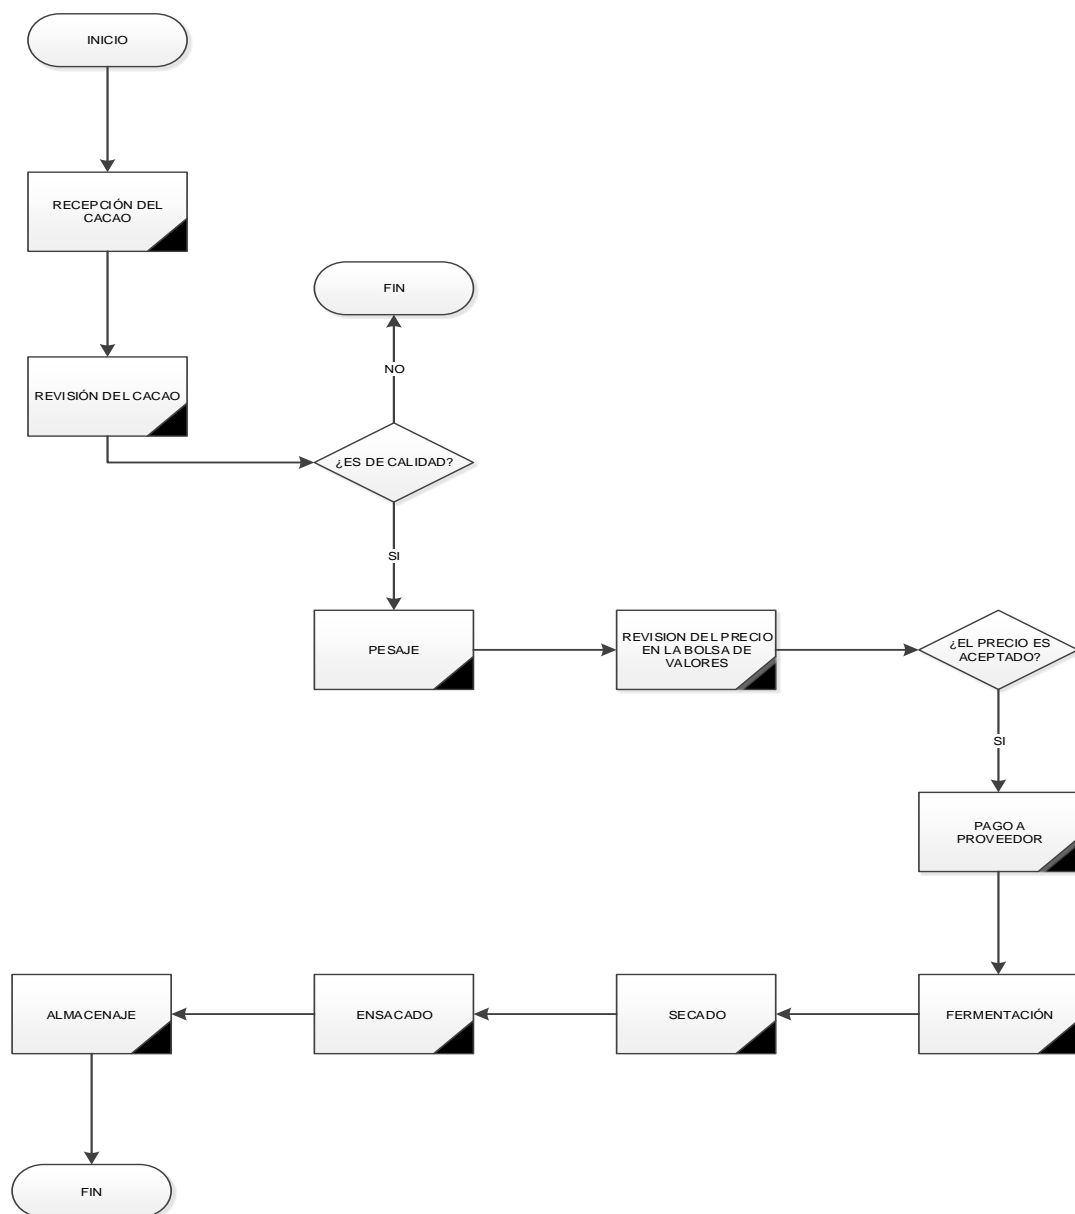 INICIO
RECEPCIÓN DEL
CACAO
REVISIÓN DEL CACAO
FIN
NO
¿ES DE CALIDAD?
SI
PESAJE
REVISION DEL PRECIO
EN LA BOLSA DE
VALORES
¿EL PRECIO ES
ACEPTADO?
SI
PAGO A
PROVEEDOR
FERMENTACIÓN
SECADO
ENSACADO
ALMACENAJE
FIN